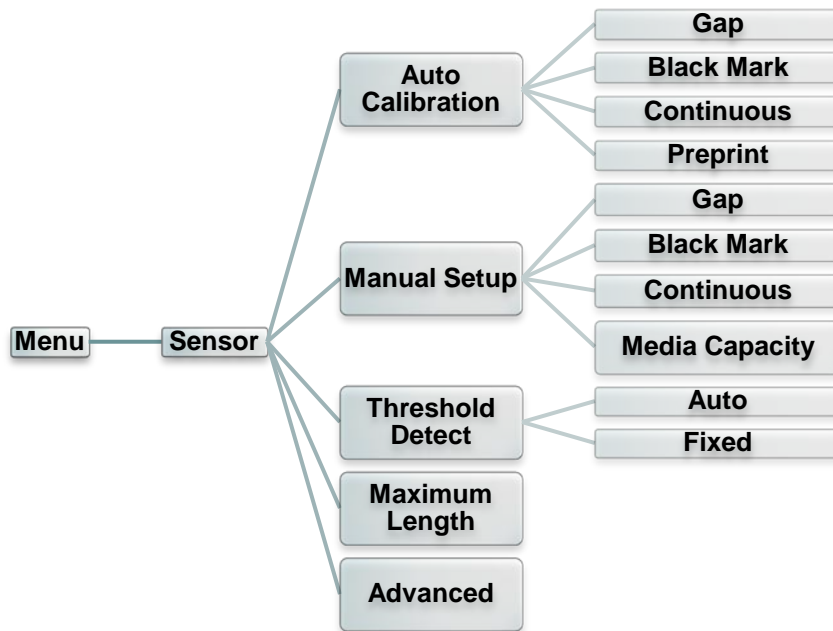 Menu
Sensor
Auto
Calibration
Gap
Black Mark
Continuous
Preprint
Manual Setup
Gap
Black Mark
Continuous
Media Capacity
Threshold
Detect
Auto
Fixed
Maximum
Length
Advanced